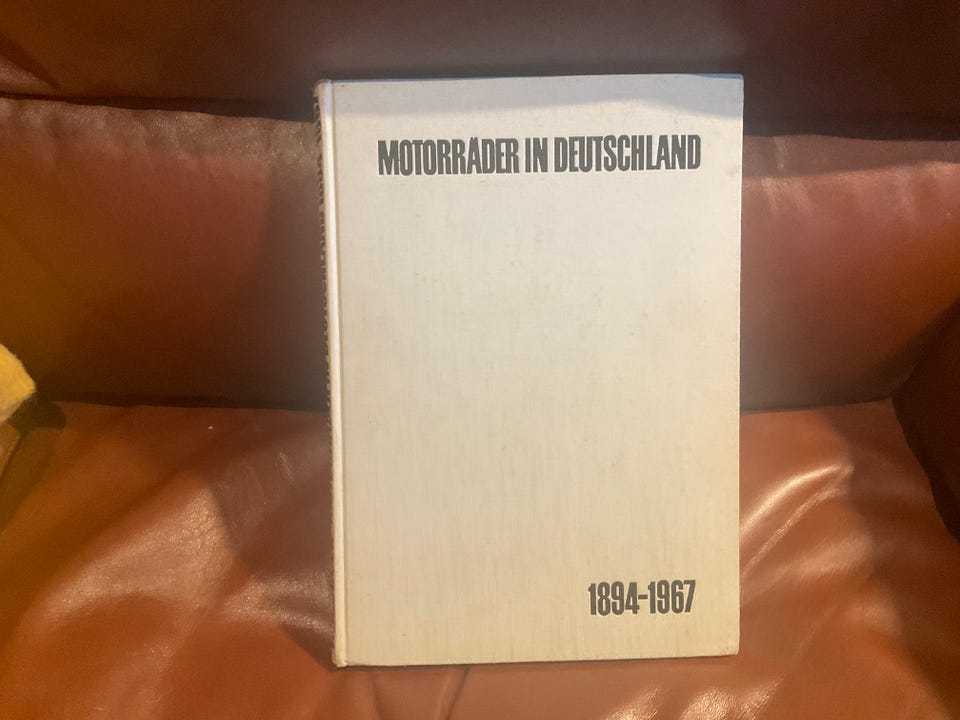 MOTORRÄDER IN DEUTSCHLAND
1894-1967